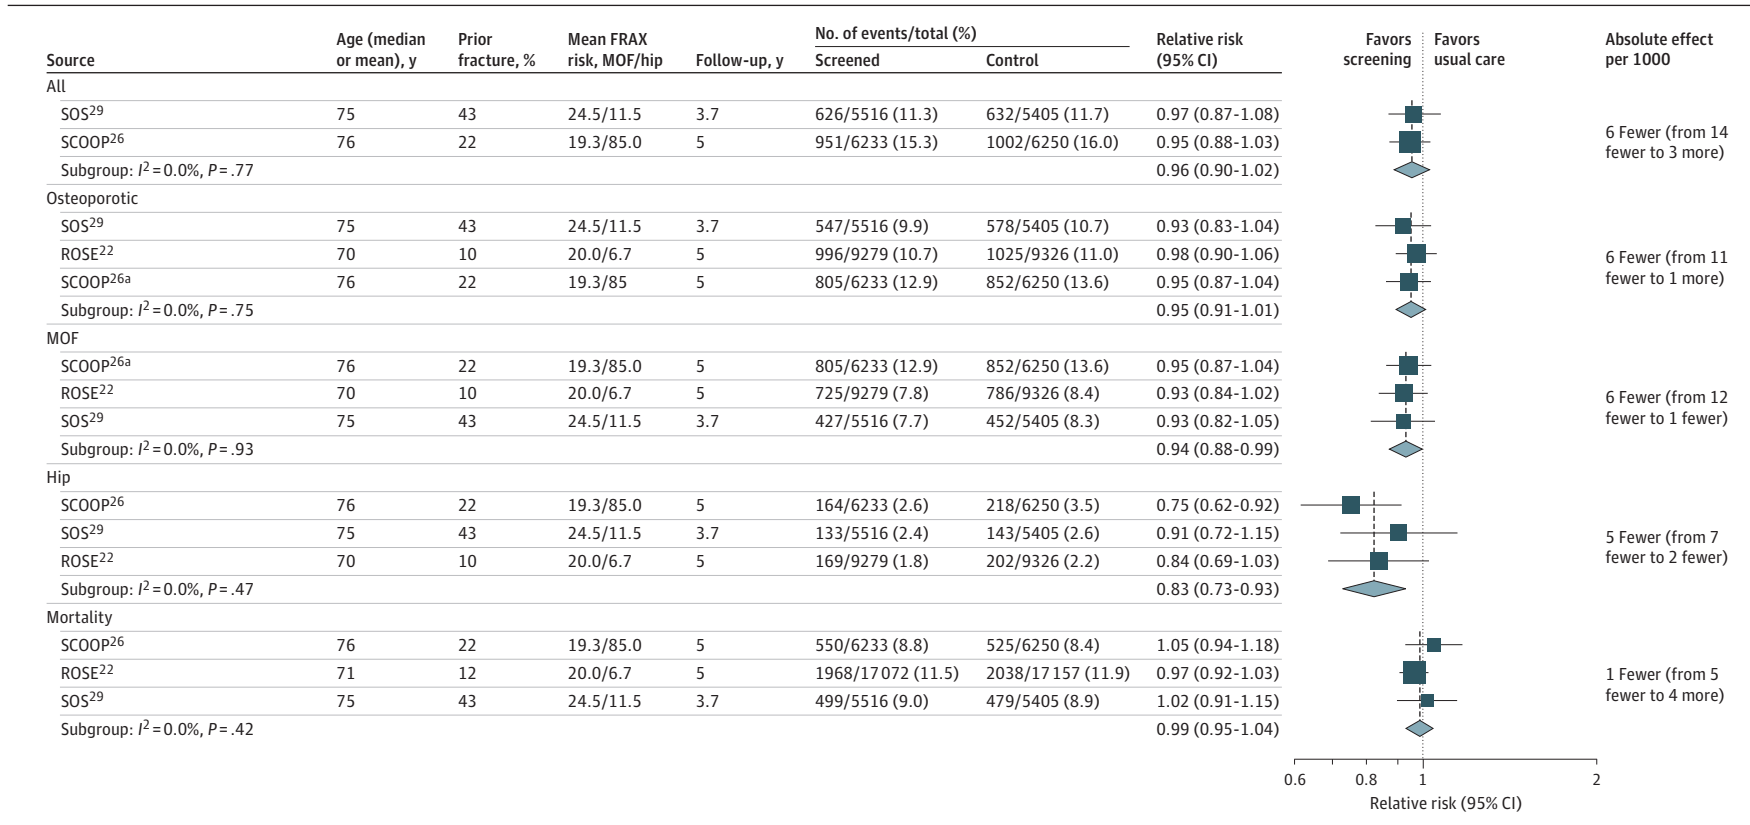 Source Age (median or mean), y Prior fracture, % Mean FRAX risk, MOF/hip Follow-up, y No. of events/total (%) Screened Control Relative risk (95% CI) Favors screening Favors usual care Absolute effect per 1000
All
SOS29 75 43 24.5/11.5 3.7 626/5516 (11.3) 632/5405 (11.7) 0.97 (0.87-1.08)
SCOOP26 76 22 19.3/85.0 5 951/6233 (15.3) 1002/6250 (16.0) 0.95 (0.88-1.03)
Subgroup: I2 = 0.0%, P = .77 0.96 (0.90-1.02)
6 Fewer (from 14
fewer to 3 more)
Osteoporotic
SOS29 75 43 24.5/11.5 3.7 547/5516 (9.9) 578/5405 (10.7) 0.93 (0.83-1.04)
ROSE22 70 10 20.0/6.7 5 996/9279 (10.7) 1025/9326 (11.0) 0.98 (0.90-1.06)
SCOOP26a 76 22 19.3/85 5 805/6233 (12.9) 852/6250 (13.6) 0.95 (0.87-1.04)
Subgroup: I2 = 0.0%, P = .75 0.95 (0.91-1.01)
6 Fewer (from 11
fewer to 1 more)
MOF
SCOOP26a 76 22 19.3/85.0 5 805/6233 (12.9) 852/6250 (13.6) 0.95 (0.87-1.04)
ROSE22 70 10 20.0/6.7 5 725/9279 (7.8) 786/9326 (8.4) 0.93 (0.84-1.02)
SOS29 75 43 24.5/11.5 3.7 427/5516 (7.7) 452/5405 (8.3) 0.93 (0.82-1.05)
Subgroup: I2 = 0.0%, P = .93 0.94 (0.88-0.99)
6 Fewer (from 12
fewer to 1 fewer)
Hip
SCOOP26 76 22 19.3/85.0 5 164/6233 (2.6) 218/6250 (3.5) 0.75 (0.62-0.92)
SOS29 75 43 24.5/11.5 3.7 133/5516 (2.4) 143/5405 (2.6) 0.91 (0.72-1.15)
ROSE22 70 10 20.0/6.7 5 169/9279 (1.8) 202/9326 (2.2) 0.84 (0.69-1.03)
Subgroup: I2 = 0.0%, P = .47 0.83 (0.73-0.93)
5 Fewer (from 7
fewer to 2 fewer)
Mortality
SCOOP26 76 22 19.3/85.0 5 550/6233 (8.8) 525/6250 (8.4) 1.05 (0.94-1.18)
ROSE22 71 12 20.0/6.7 5 1968/17 072 (11.5) 2038/17 157 (11.9) 0.97 (0.92-1.03)
SOS29 75 43 24.5/11.5 3.7 499/5516 (9.0) 479/5405 (8.9) 1.02 (0.91-1.15)
Subgroup: I2 = 0.0%, P = .42 0.99 (0.95-1.04)
1 Fewer (from 5
fewer to 4 more)
0.6 0.8 1 2
Relative risk (95% CI)